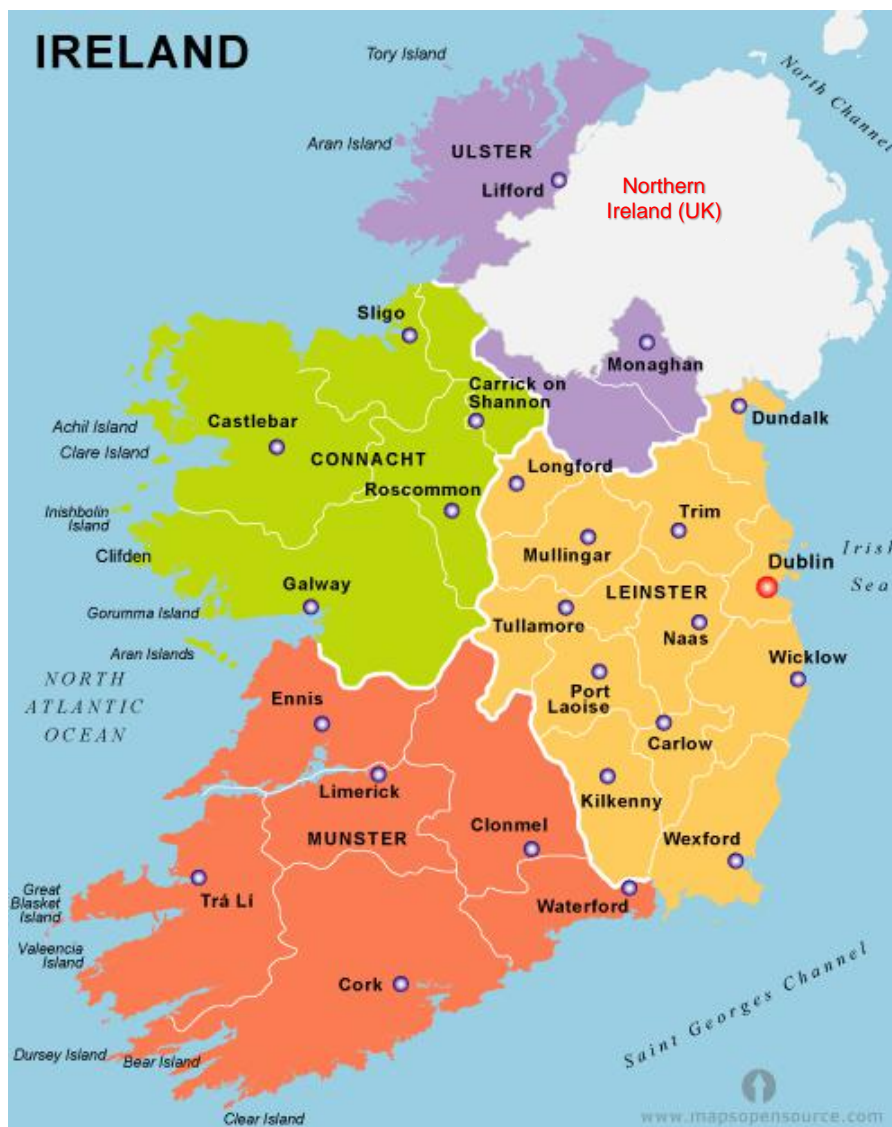 IRELAND
Tory Island
North Channel
Aran Island
ULSTER
Lifford
Northern
Ireland (UK)
Sligo
Monaghan
Carrick on
Shannon
Dundalk
Achil Island
Castlebar
Clare Island
CONNACHT
Longford
Roscommon
Inishbolin
Island
Trim
Mullingar
Clifden
Dublin
Irish
Sea
Galway
LEINSTER
Gorumma Island
Tullamore
Naas
Aran Islands
Wicklow
NORTH
ATLANTIC
OCEAN
Ennis
Port
Laoise
Carlow
Limerick
Kilkenny
Clonmel
MUNSTER
Wexford
Great
Blasket
Island
Trá Lí
Waterford
Valeencia
Island
Cork
Saint Georges Channel
Dursey Island
Bear Island
Clear Island
www.mapsopensource.com